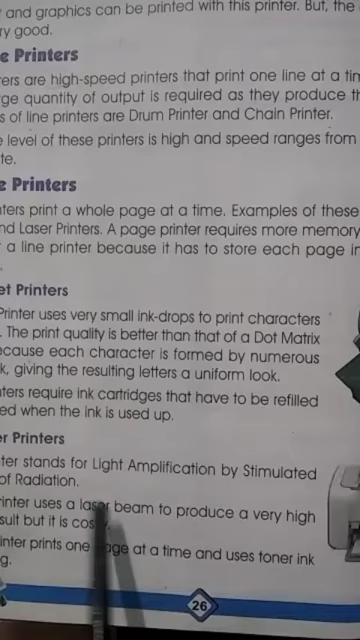 and graphics can be printed with this printer. But, the
ry good.
e Printers
ers are high-speed printers that print one line at a tim
ge quantity of output is required as they produce th
s of line printers are Drum Printer and Chain Printer.
e level of these printers is high and speed ranges from
te.
e Printers
ters print a whole page at a time. Examples of these
nd Laser Printers. A page printer requires more memory
a line printer because it has to store each page in
et Printers
Printer uses very small ink-drops to print characters
. The print quality is better than that of a Dot Matrix
ecause each character is formed by numerous
k, giving the resulting letters a uniform look.
ters require ink cartridges that have to be refilled
ed when the ink is used up.
er Printers
ter stands for Light Amplification by Stimulated
of Radiation.
rinter uses a laser beam to produce a very high
sult but it is cos
inter prints one page at a time and uses toner ink
g.
26